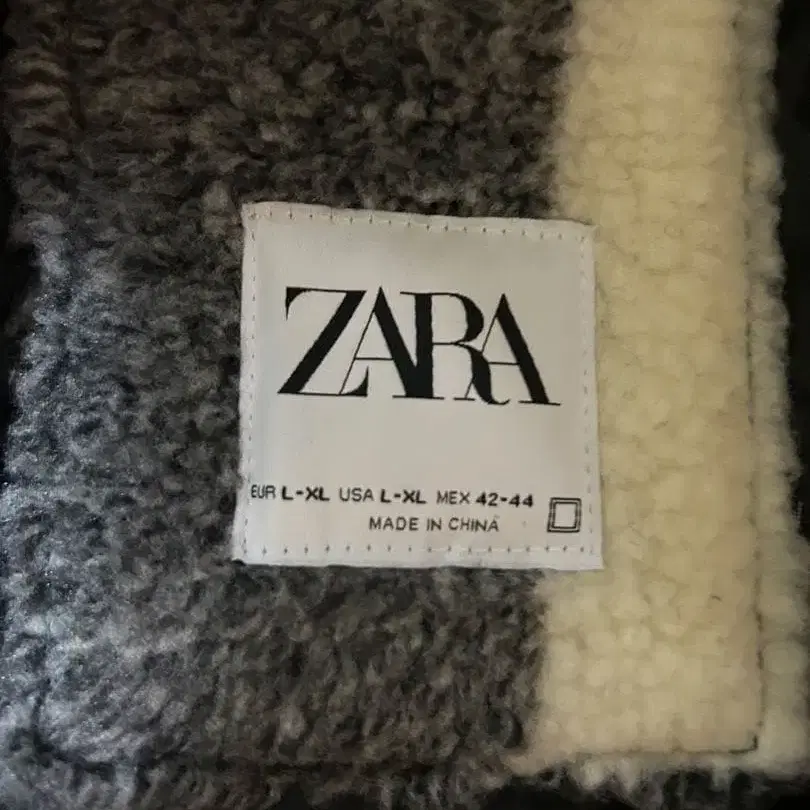 ZARA
EUR L-XL USA L-XL MEX 42-44
MADE IN CHINA